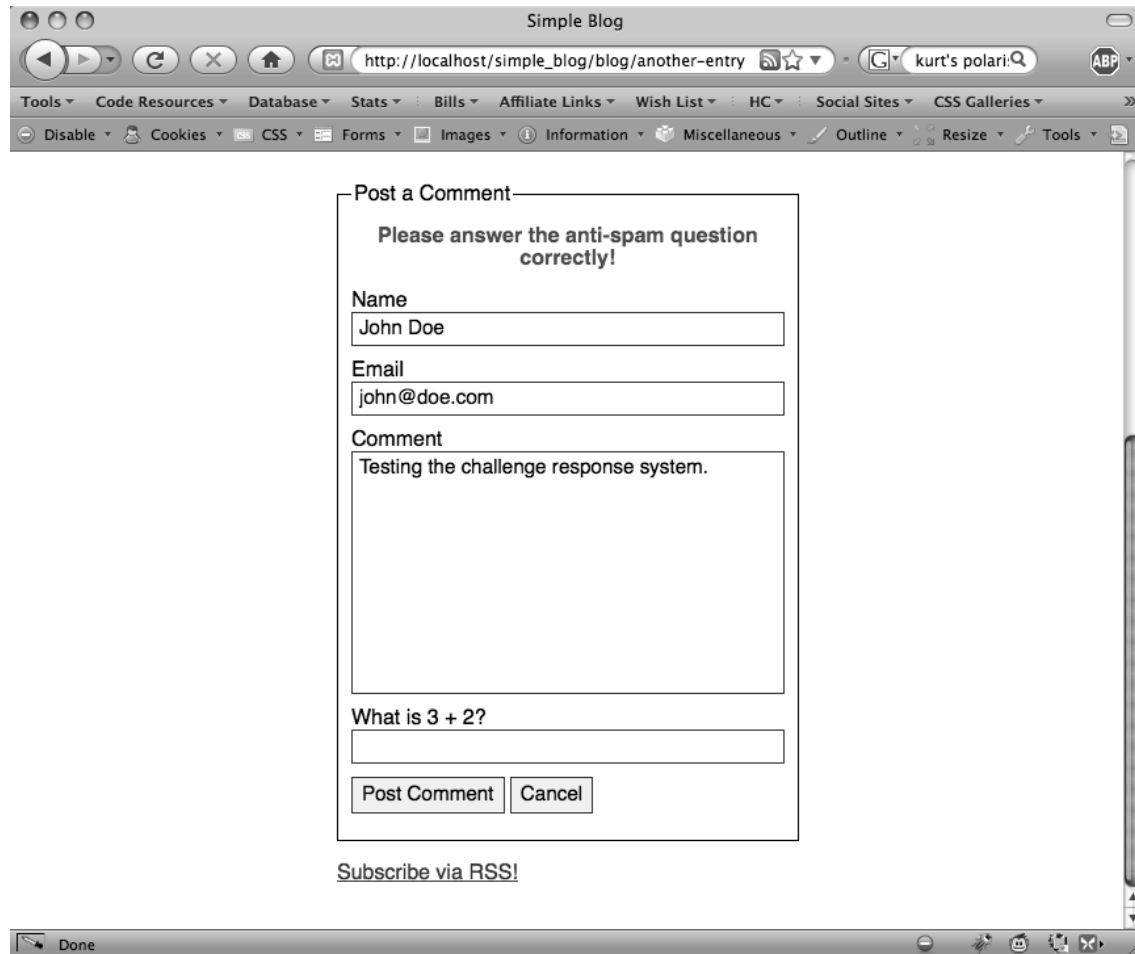 Simple Blog
http://localhost/simple_blog/blog/another-entry G kurt's polari: ABP
Tools Code Resources Database Stats Bills Affiliate Links Wish List HC Social Sites CSS Galleries »
Disable Cookies CSS Forms Images Information Miscellaneous Outline Resize Tools
Post a Comment
Please answer the anti-spam question
correctly!
Name
John Doe
Email
john@doe.com
Comment
Testing the challenge response system.
What is 3 + 2?
Post Comment Cancel
Subscribe via RSS!
Done